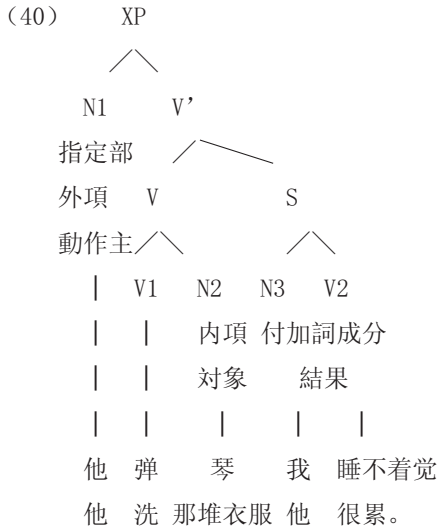 （40） XP
N1 V’
指定部
外項 V S
動作主
V1 N2 N3 V2
内項 付加詞成分
対象 結果
他 弹 琴 我 睡不着觉
他 洗 那堆衣服 他 很累。